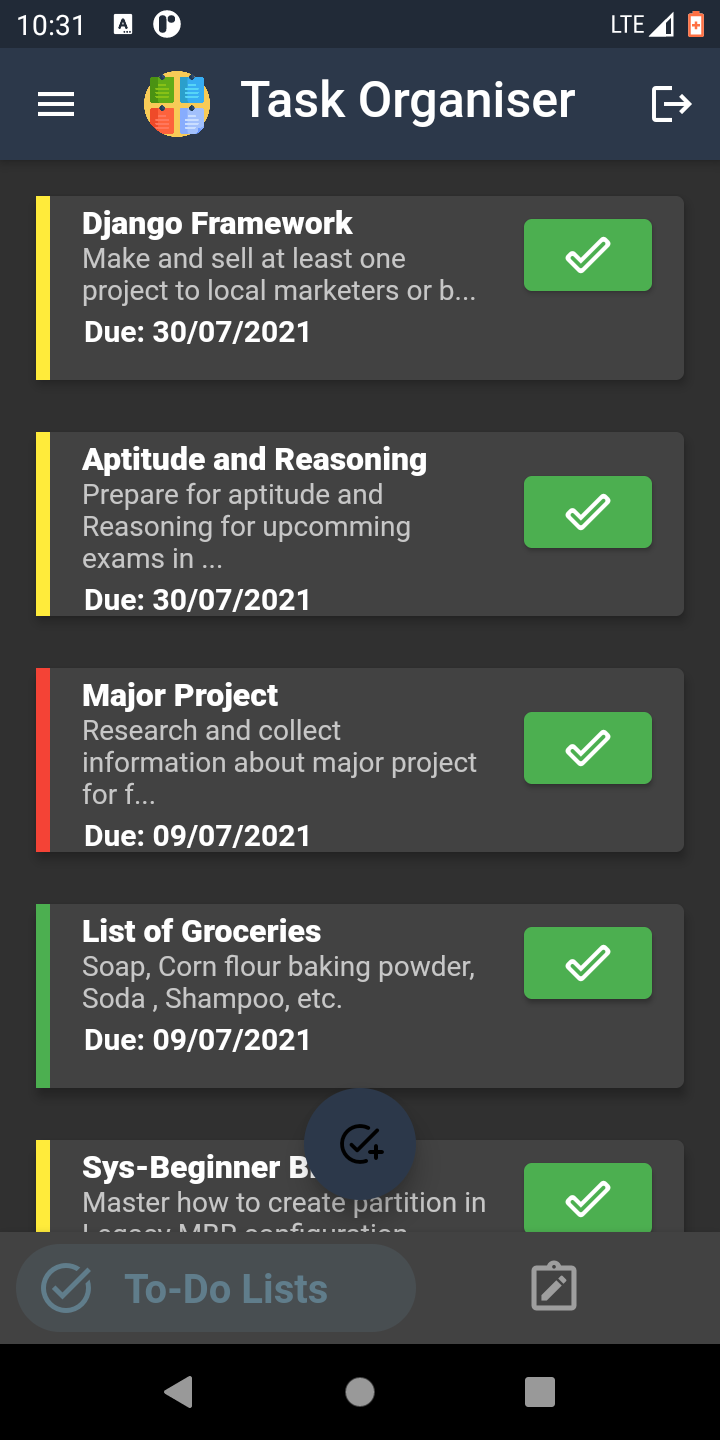 10:31
A
LTE
Task Organiser
Django Framework
Make and sell at least one
project to local marketers or b...
Due: 30/07/2021
Aptitude and Reasoning
Prepare for aptitude and
Reasoning for upcomming
exams in ...
Due: 30/07/2021
Major Project
Research and collect
information about major project
for f...
Due: 09/07/2021
List of Groceries
Soap, Corn flour baking powder,
Soda , Shampoo, etc.
Due: 09/07/2021
Sys-Beginner
Master how to create partition in
Legacy MBR configuration
To-Do Lists